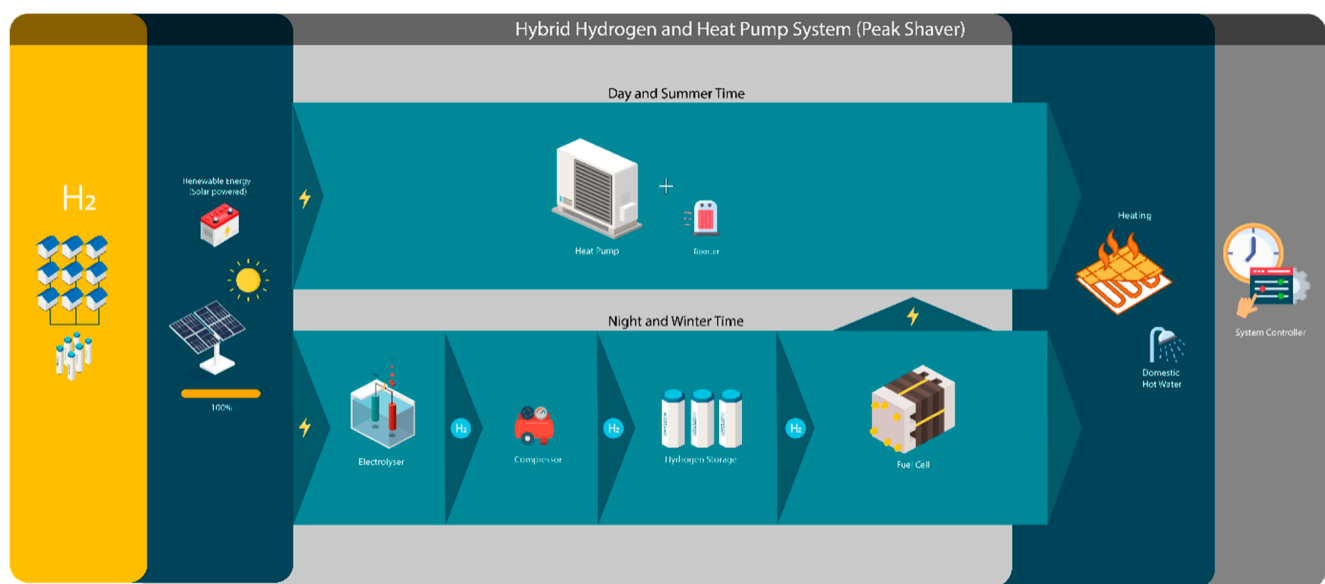 Hybrid Hydrogen and Heat Pump System (Peak Shaver)
Day and Summer Time
H₂
Renewable Energy
(Solar powered)
100%
Heat Pump
+
Booster
Night and Winter Time
Electrolyser
H₂
Compressor
H₂
Hydrogen Storage
H₂
Fuel Cell
Heating
Domestic
Hot Water
System Controller